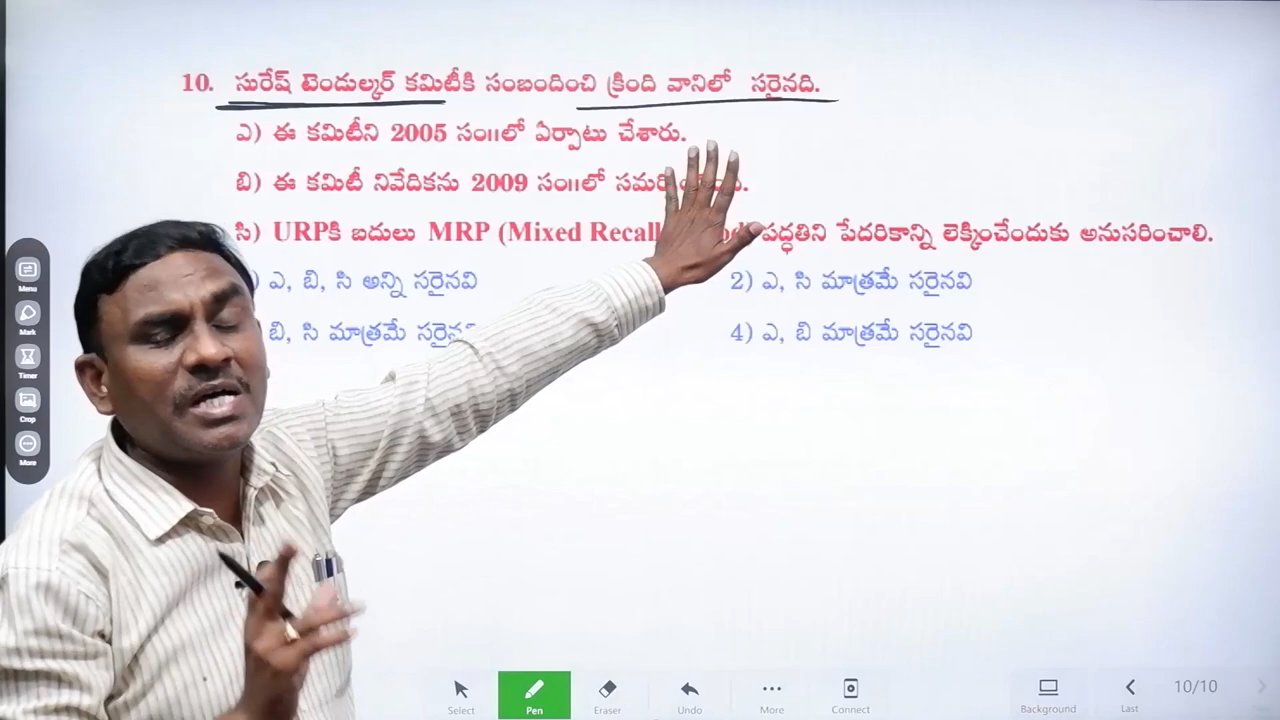 10. సురేష్ టెండుల్కర్ కమిటీకి సంబందించి క్రింది వానిలో సరైనది.
ఎ) ఈ కమిటీని 2005 సం॥లో ఏర్పాటు చేశారు.
బి) ఈ కమిటీ నివేదికను 2009 సం॥లో
సి) URPకి బదులు MRP (Mixed Recall పద్ధతిని పేదరికాన్ని లెక్కించేందుకు అనుసరించాలి.
) ఎ, బి, సి అన్ని సరైనవి 2) ఎ, సి మాత్రమే సరైనవి
బి, సి మాత్రమే 4) ఎ, బి మాత్రమే సరైనవి
Menu
Mark
Timer
Crop
More
Select Pen Eraser Undo More Connect Background Last 10/10